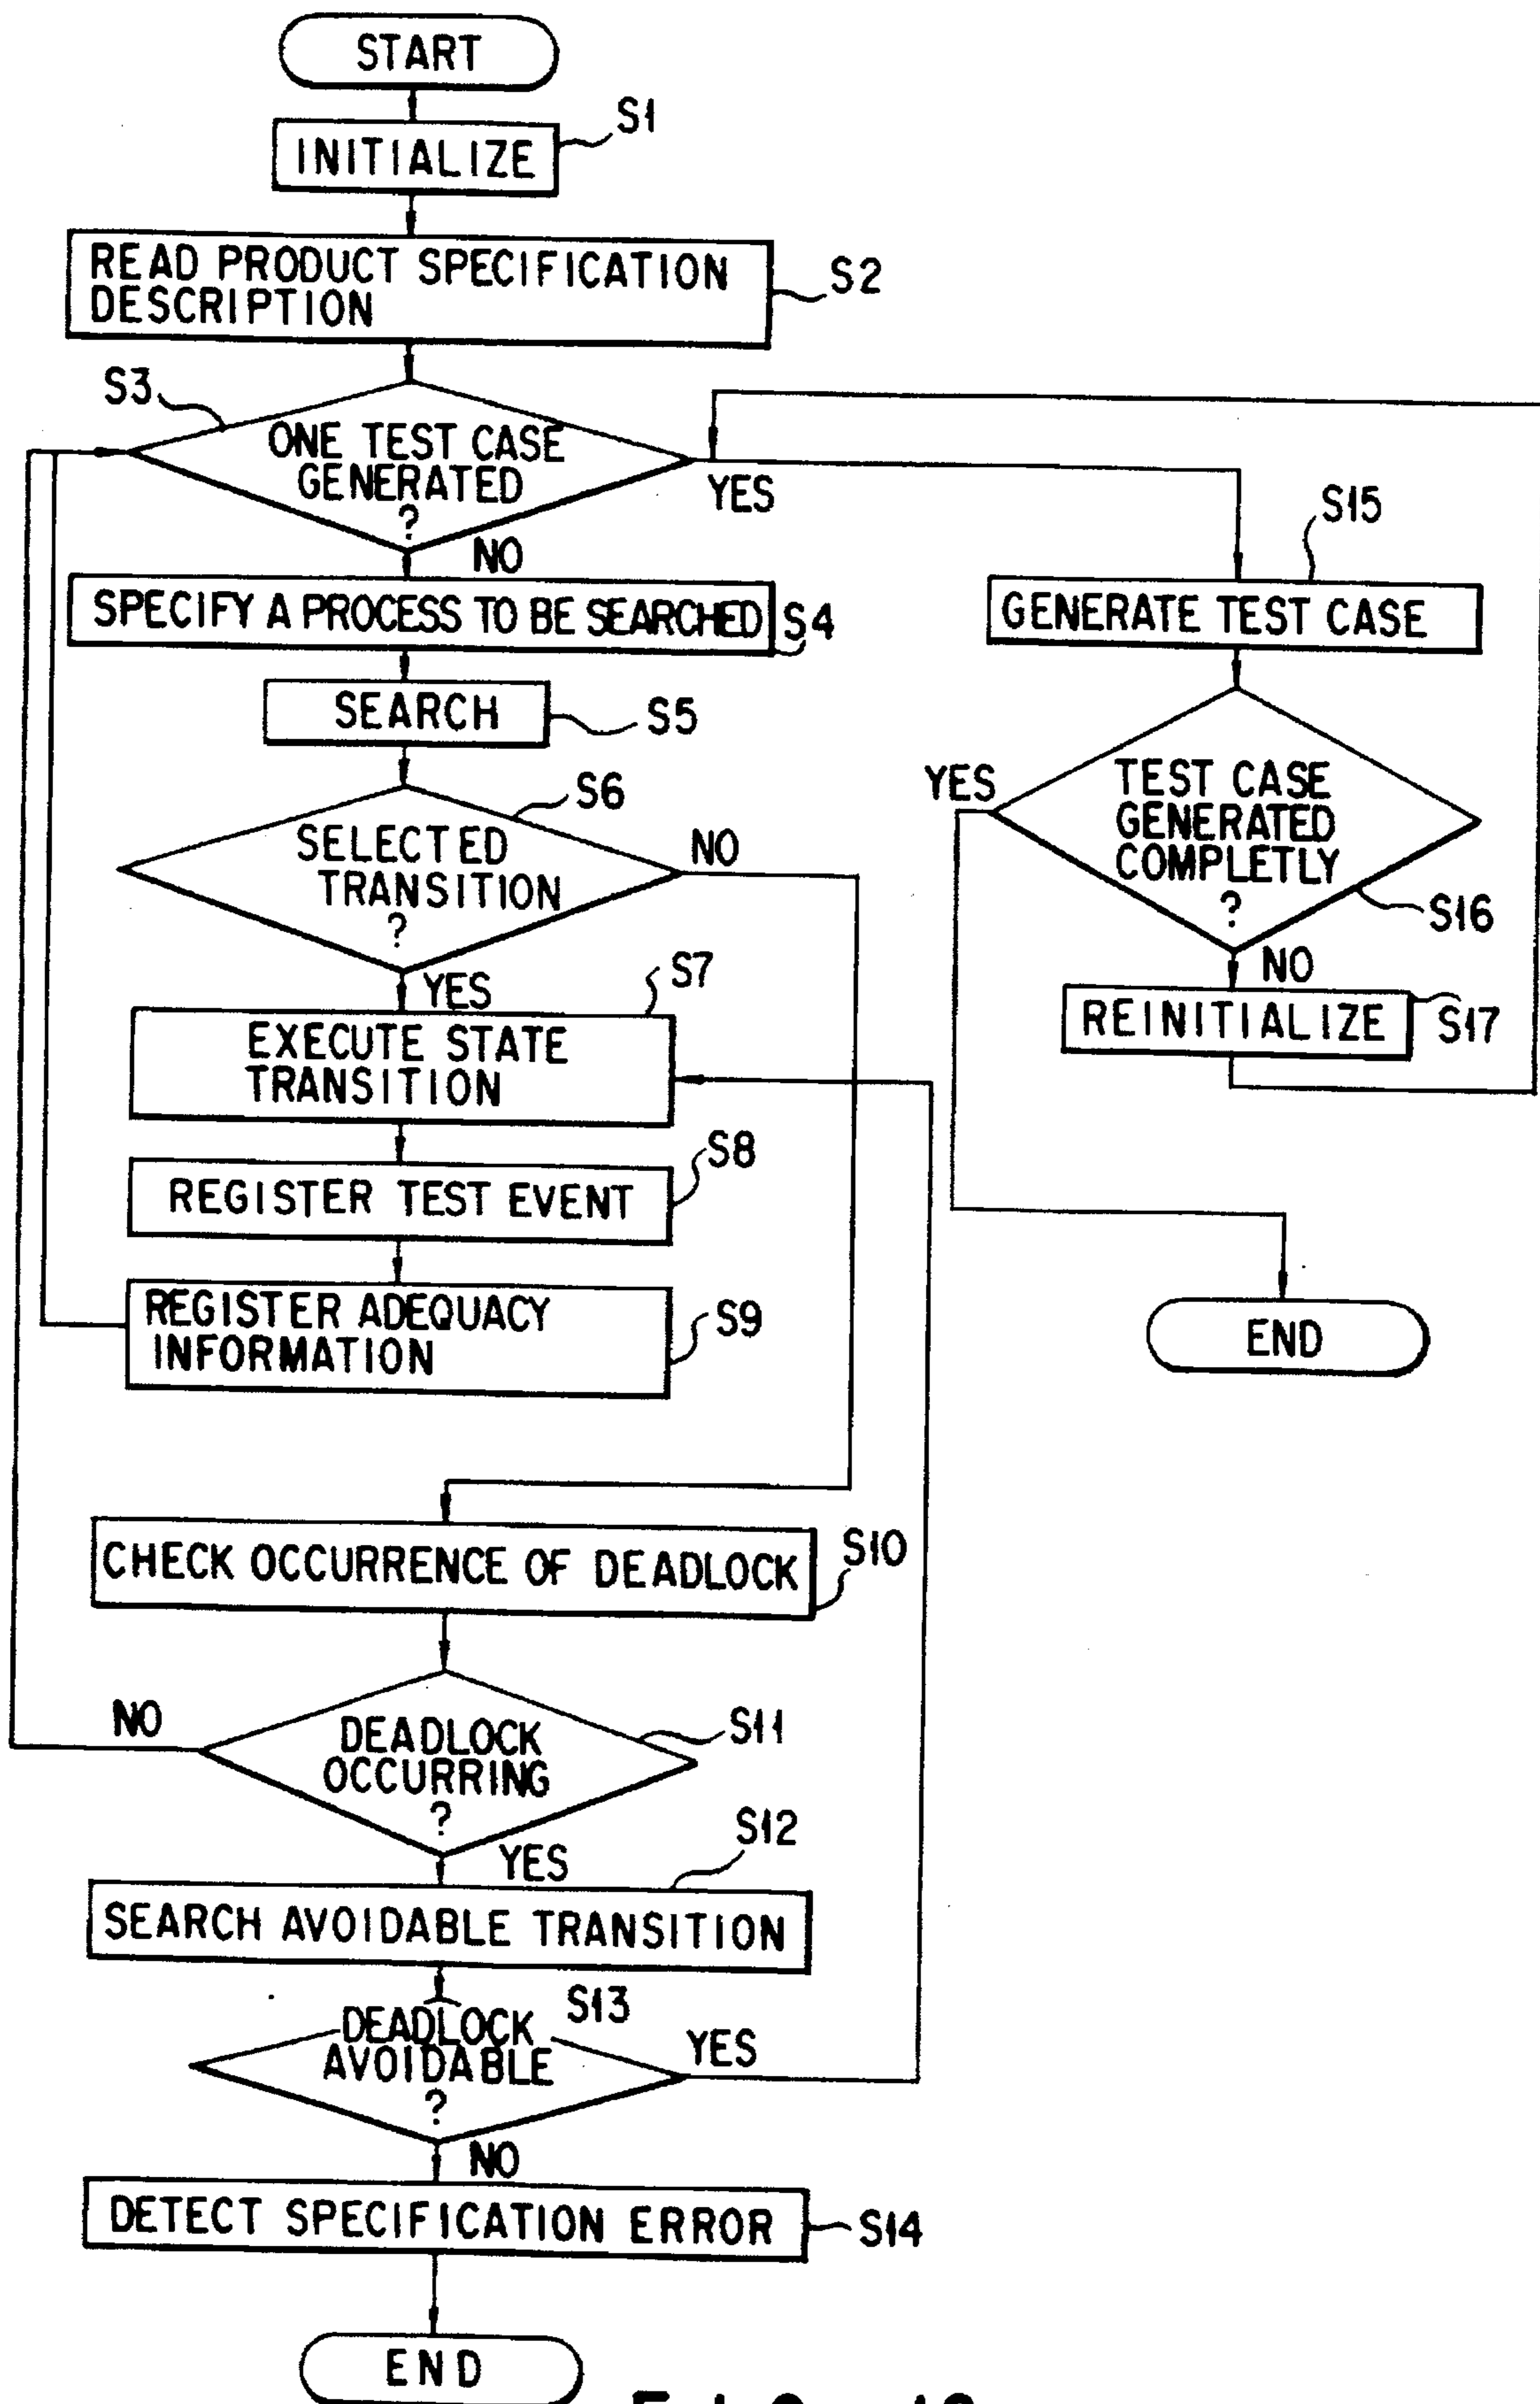 START
S1
INITIALIZE
READ PRODUCT SPECIFICATION
DESCRIPTION
S2
S3
ONE TEST CASE
GENERATED
?
YES
NO
SPECIFY A PROCESS TO BE SEARCHED
S4
SEARCH
S5
S6
SELECTED
TRANSITION
?
NO
YES
S7
EXECUTE STATE
TRANSITION
S8
REGISTER TEST EVENT
REGISTER ADEQUACY
INFORMATION
S9
CHECK OCCURRENCE OF DEADLOCK
S10
NO
DEADLOCK
OCCURRING
?
S11
YES
S12
SEARCH AVOIDABLE TRANSITION
S13
DEADLOCK
AVOIDABLE
?
YES
NO
DETECT SPECIFICATION ERROR
S14
END
S15
GENERATE TEST CASE
YES
TEST CASE
GENERATED
COMPLETLY
?
S16
NO
REINITIALIZE
S17
END